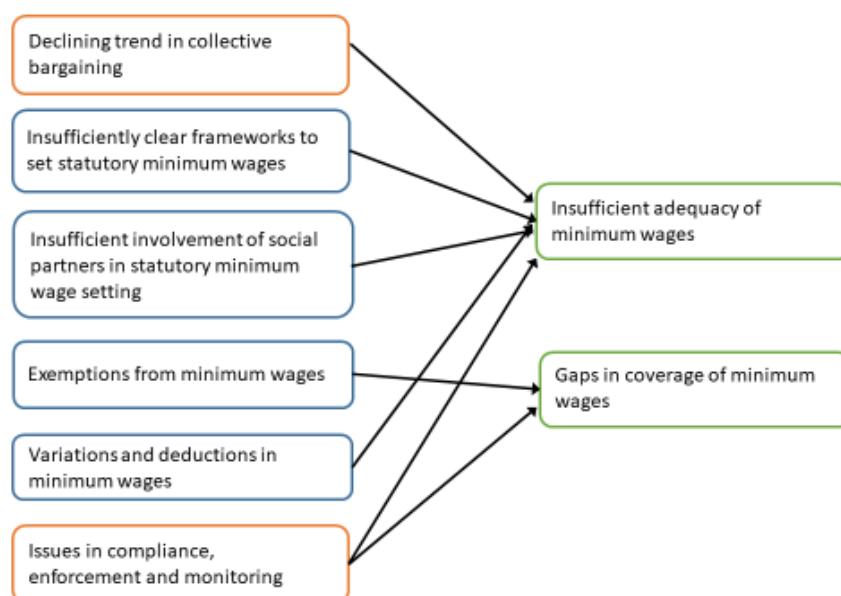 Declining trend in collective
bargaining
Insufficiently clear frameworks to
set statutory minimum wages
Insufficient involvement of social
partners in statutory minimum
wage setting
Exemptions from minimum wages
Variations and deductions in
minimum wages
Issues in compliance,
enforcement and monitoring
Insufficient adequacy of
minimum wages
Gaps in coverage of minimum
wages